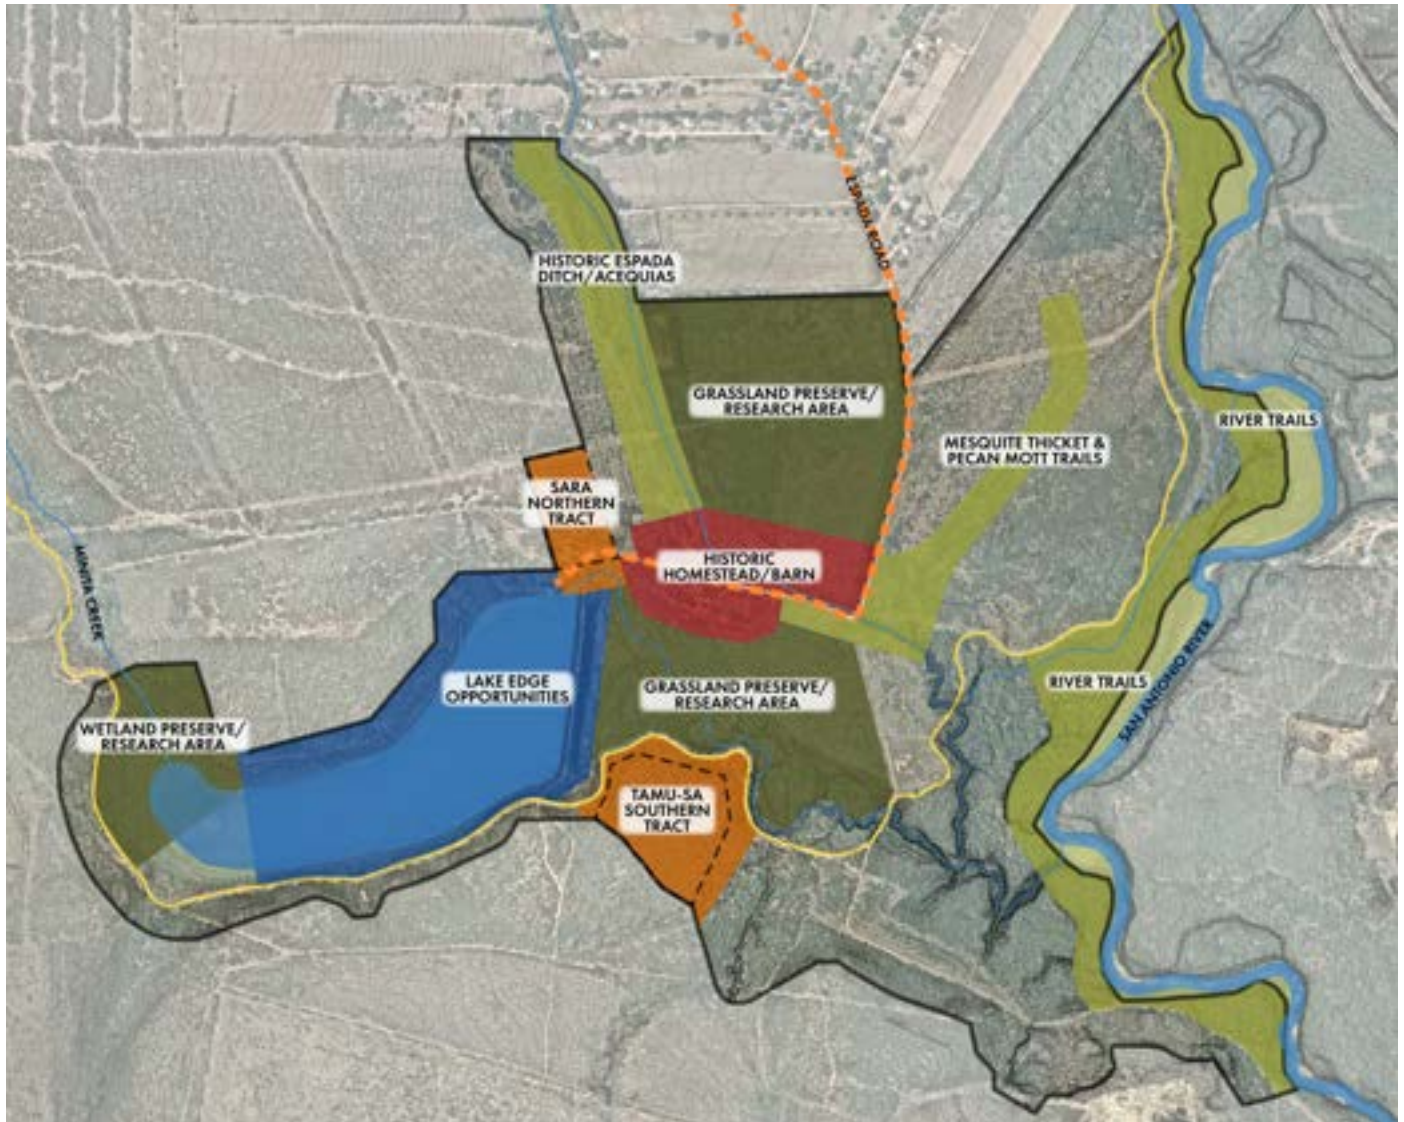 ESPADA ROAD
HISTORIC ESPADA
DITCH/ACEQUIAS
GRASSLAND PRESERVE/
RESEARCH AREA
RIVER TRAILS
MESQUITE THICKET &
PECAN MOTT TRAILS
SARA
NORTHERN
TRACT
HISTORIC
HOMESTEAD/BARN
MINITA CREEK
LAKE EDGE
OPPORTUNITIES
GRASSLAND PRESERVE/
RESEARCH AREA
RIVER TRAILS
SAN ANTONIO RIVER
WETLAND PRESERVE/
RESEARCH AREA
TAMU-SA
SOUTHERN
TRACT